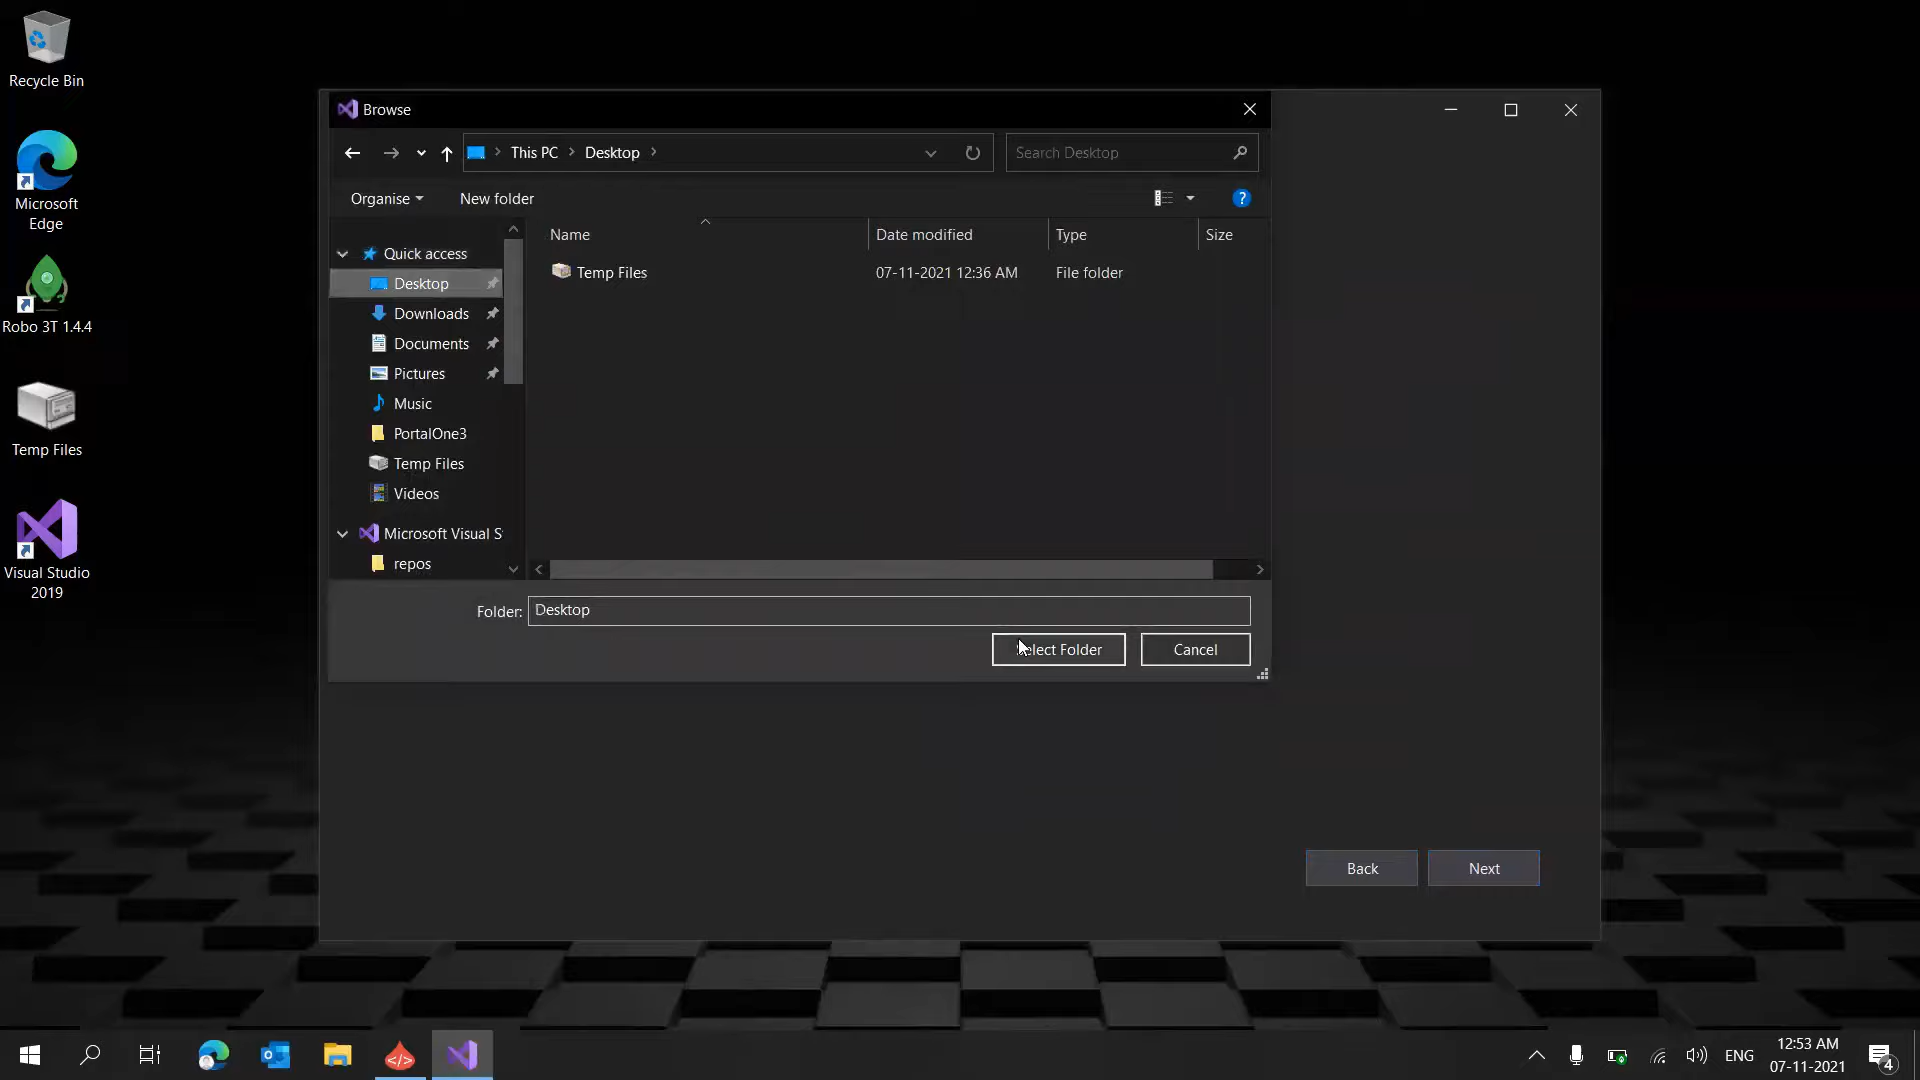 Recycle Bin
Microsoft
Edge
Robo 3T 1.4.4
Temp Files
Visual Studio
2019
Browse
This PC
Desktop
Search Desktop
Organise
New folder
?
Name
Date modified
Type
Size
Temp Files
07-11-2021 12:36 AM
File folder
Quick access
Desktop
Downloads
Documents
Pictures
Music
PortalOne3
Temp Files
Videos
Microsoft Visual S
repos
Folder:
Desktop
Folder
Cancel
Back
Next
ENG
12:53 AM
07-11-2021
4